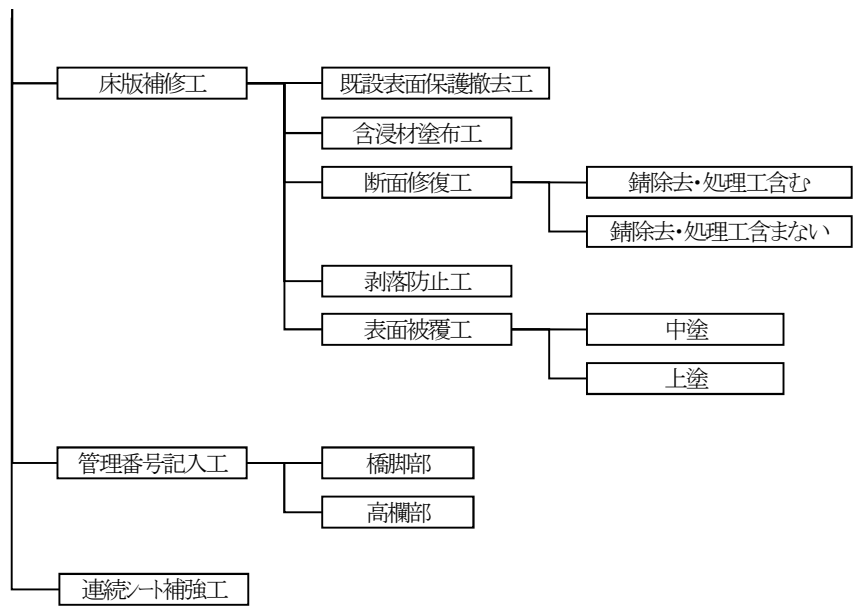 床版補修工
既設表面保護撤去工
含浸材塗布工
断面修復工
錆除去・処理工含む
錆除去・処理工含まない
剥落防止工
表面被覆工
中塗
上塗
管理番号記入工
橋脚部
高欄部
連続シート補強工